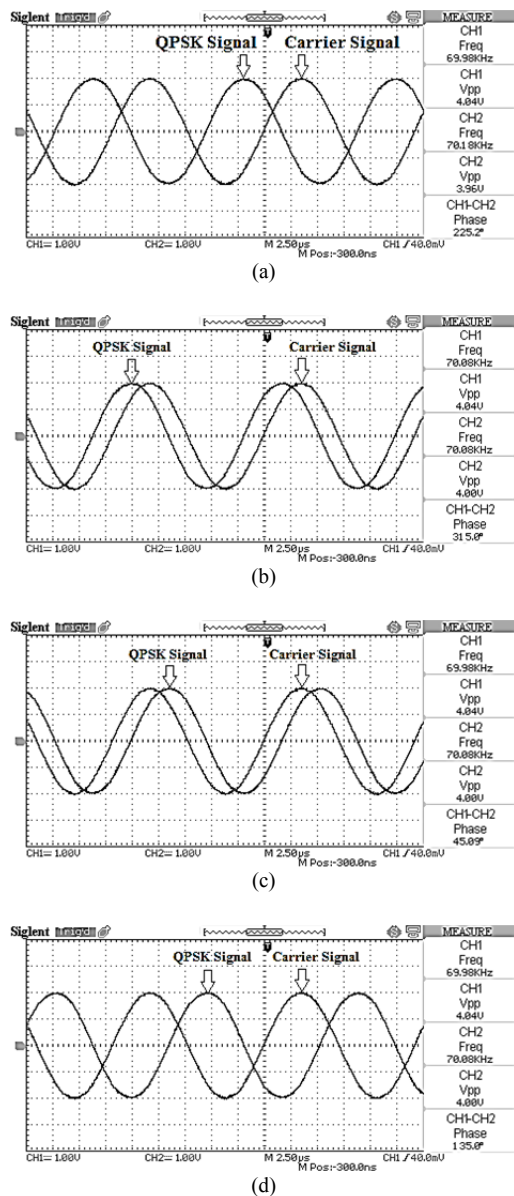 Siglent
MEASURE
QPSK Signal Carrier Signal
CH1
Freq
69.98KHz
CH1
Vpp
4.04V
CH2
Freq
70.18KHz
CH2
Vpp
3.96V
CH1-CH2
Phase
225.2°
CH1= 1.00V CH2= 1.00V M 2.50µs CH1 /40.0mV
M Pos:-300.0ns
(a)
Siglent
MEASURE
QPSK Signal Carrier Signal
CH1
Freq
70.08KHz
CH1
Vpp
4.04V
CH2
Freq
70.08KHz
CH2
Vpp
4.00V
CH1-CH2
Phase
315.0°
CH1= 1.00V CH2= 1.00V M 2.50µs CH1 /40.0mV
M Pos:-300.0ns
(b)
Siglent
MEASURE
QPSK Signal Carrier Signal
CH1
Freq
69.98KHz
CH1
Vpp
4.04V
CH2
Freq
70.08KHz
CH2
Vpp
4.00V
CH1-CH2
Phase
45.09°
CH1= 1.00V CH2= 1.00V M 2.50µs CH1 /40.0mV
M Pos:-300.0ns
(c)
Siglent
MEASURE
QPSK Signal Carrier Signal
CH1
Freq
69.98KHz
CH1
Vpp
4.04V
CH2
Freq
70.08KHz
CH2
Vpp
4.00V
CH1-CH2
Phase
135.0°
CH1= 1.00V CH2= 1.00V M 2.50µs CH1 /40.0mV
M Pos:-300.0ns
(d)